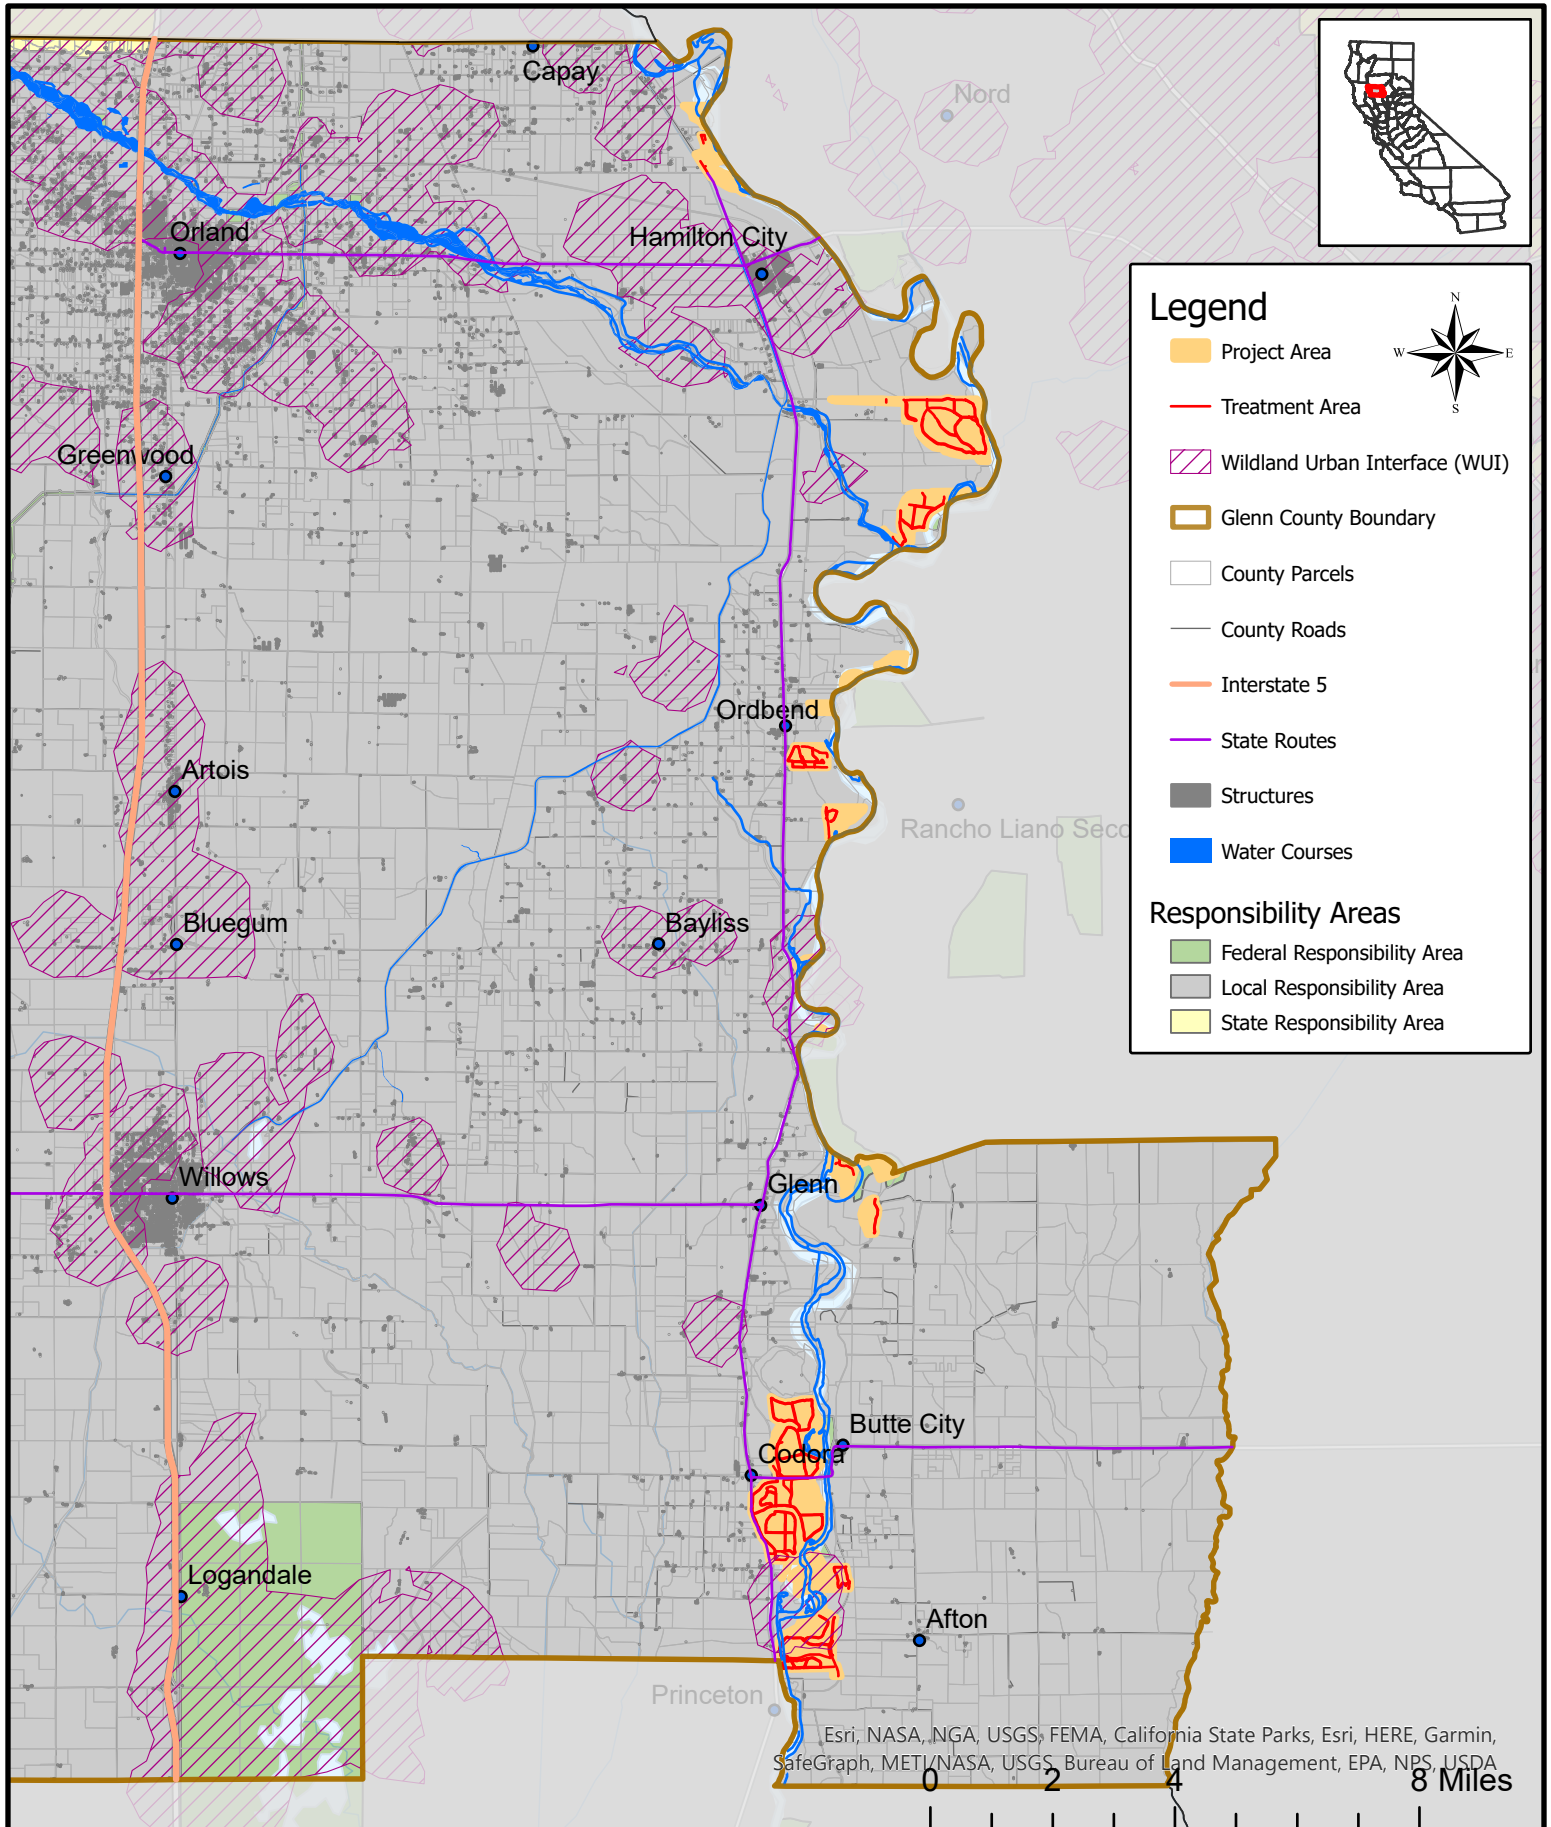 Capay
Nord
Orland
Hamilton City
Greenwood
Ordbend
Artois
Rancho Liano Seco
Bluegum
Bayliss
Willows
Glenn
Butte City
Codora
Logandale
Afton
Princeton
Legend
N
W
E
S
Project Area
Treatment Area
Wildland Urban Interface (WUI)
Glenn County Boundary
County Parcels
County Roads
Interstate 5
State Routes
Structures
Water Courses
Responsibility Areas
Federal Responsibility Area
Local Responsibility Area
State Responsibility Area
Esri, NASA, NGA, USGS, FEMA, California State Parks, Esri, HERE, Garmin,
SafeGraph, METI/NASA, USGS, Bureau of Land Management, EPA, NPS, USDA
0 2 4 8 Miles